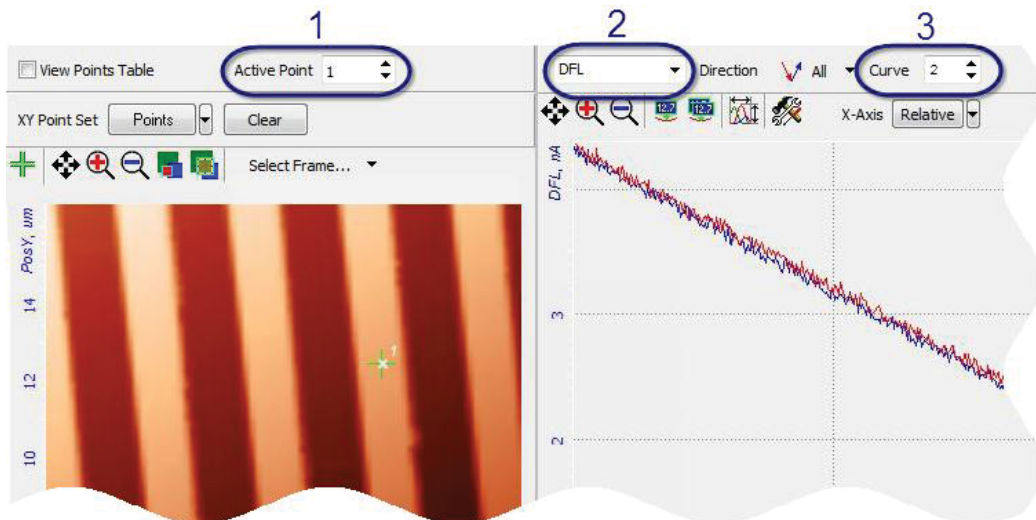 1 2 3
View Points Table Active Point 1 DFL Direction All Curve 2
XY Point Set Points Clear X-Axis Relative
Select Frame...
PosY, um
14
12
10
1
DFL, nA
3
2